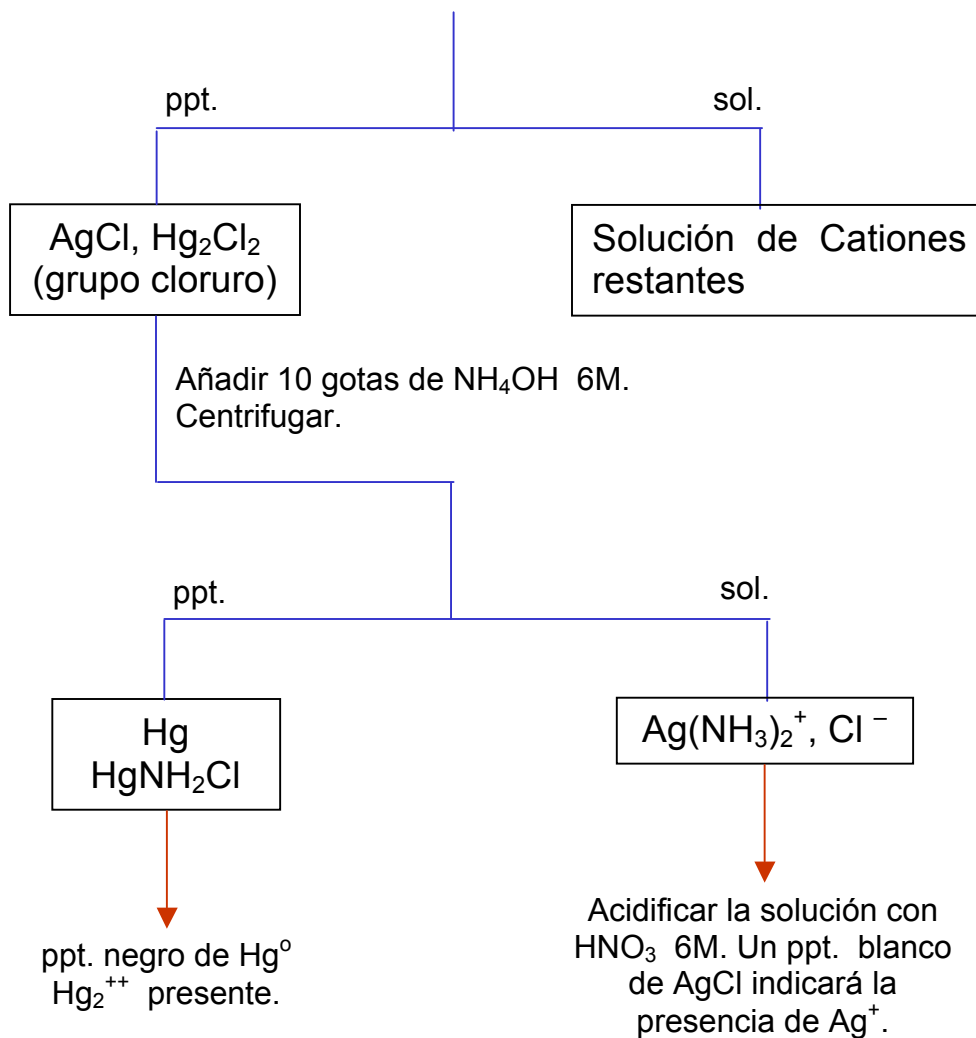 ppt.
sol.
AgCl, Hg₂Cl₂
(grupo cloruro)
Solución de Cationes
restantes
Añadir 10 gotas de NH₄OH 6M.
Centrifugar.
ppt.
sol.
Hg
HgNH₂Cl
Ag(NH₃)₂⁺, Cl ⁻
ppt. negro de Hgº
Hg₂⁺⁺ presente.
Acidificar la solución con
HNO₃ 6M. Un ppt. blanco
de AgCl indicará la
presencia de Ag⁺.